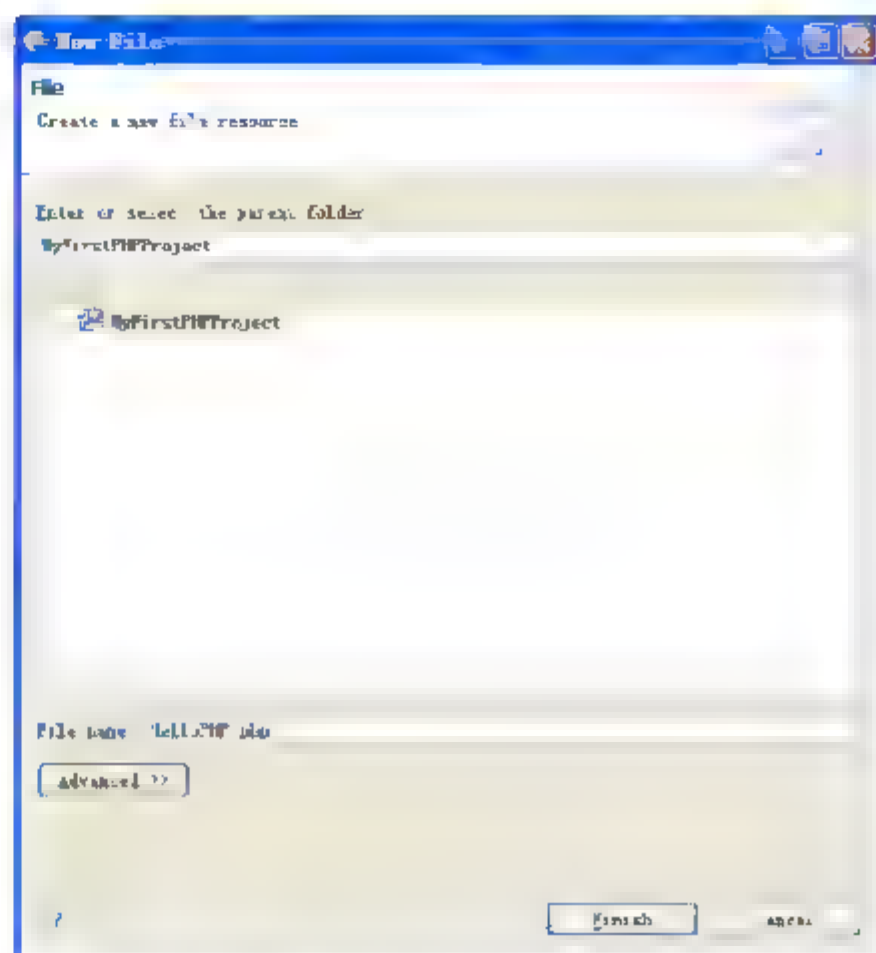 New File
File
Create a new file resource
Enter or select the parent folder
MyFirstPHPProject
MyFirstPHPProject
File name HelloPHP php
Advanced >>
?
Finish
Cancel